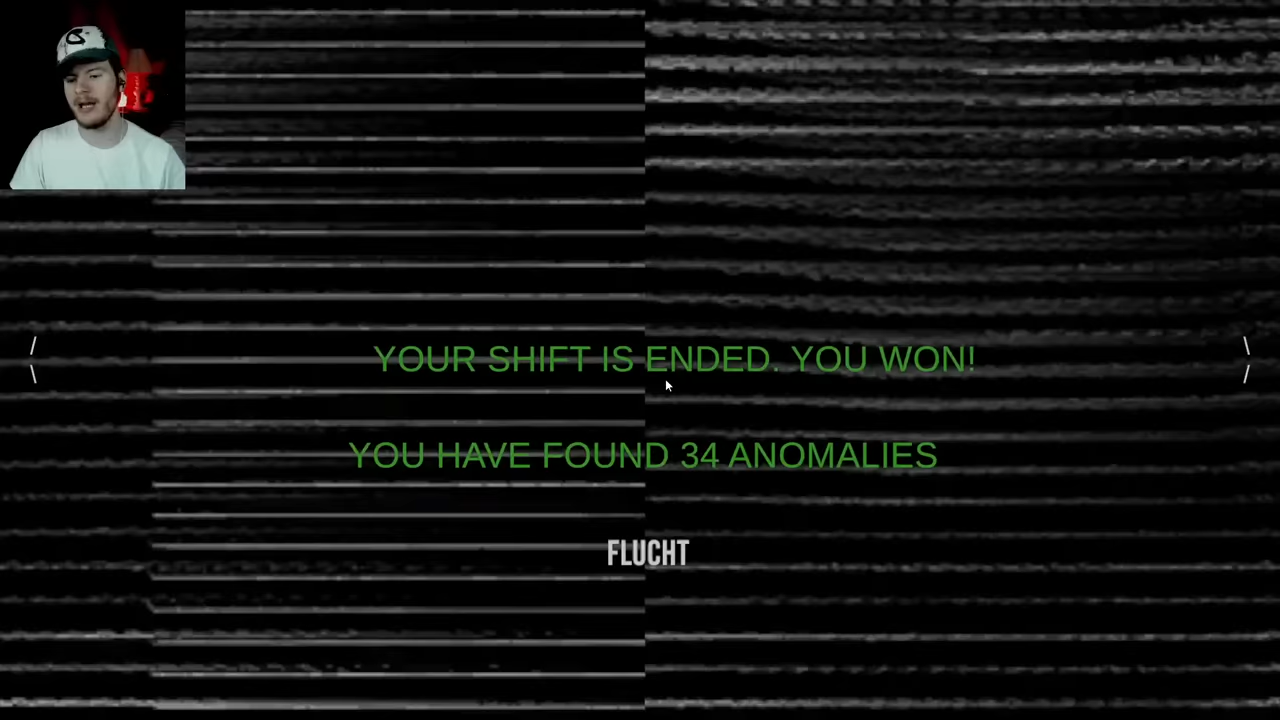 YOUR SHIFT IS ENDED. YOU WON!
YOU HAVE FOUND 34 ANOMALIES
FLUCHT